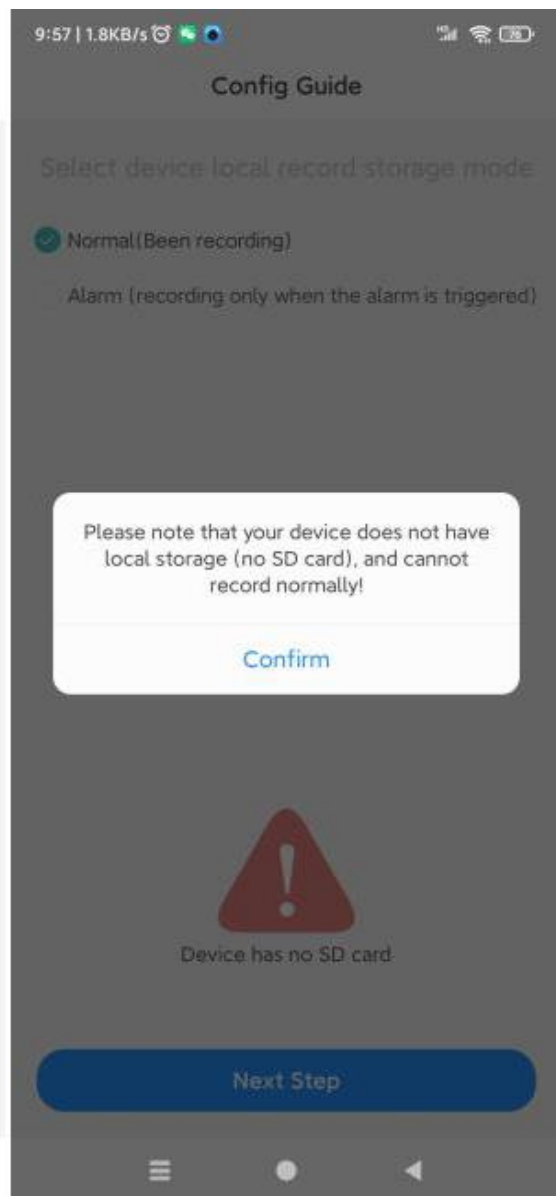 9:57 | 1.8KB/s
76
Config Guide
Select device local record storage mode
Normal(Been recording)
Alarm (recording only when the alarm is triggered)
Please note that your device does not have
local storage (no SD card), and cannot
record normally!
Confirm
Device has no SD card
Next Step